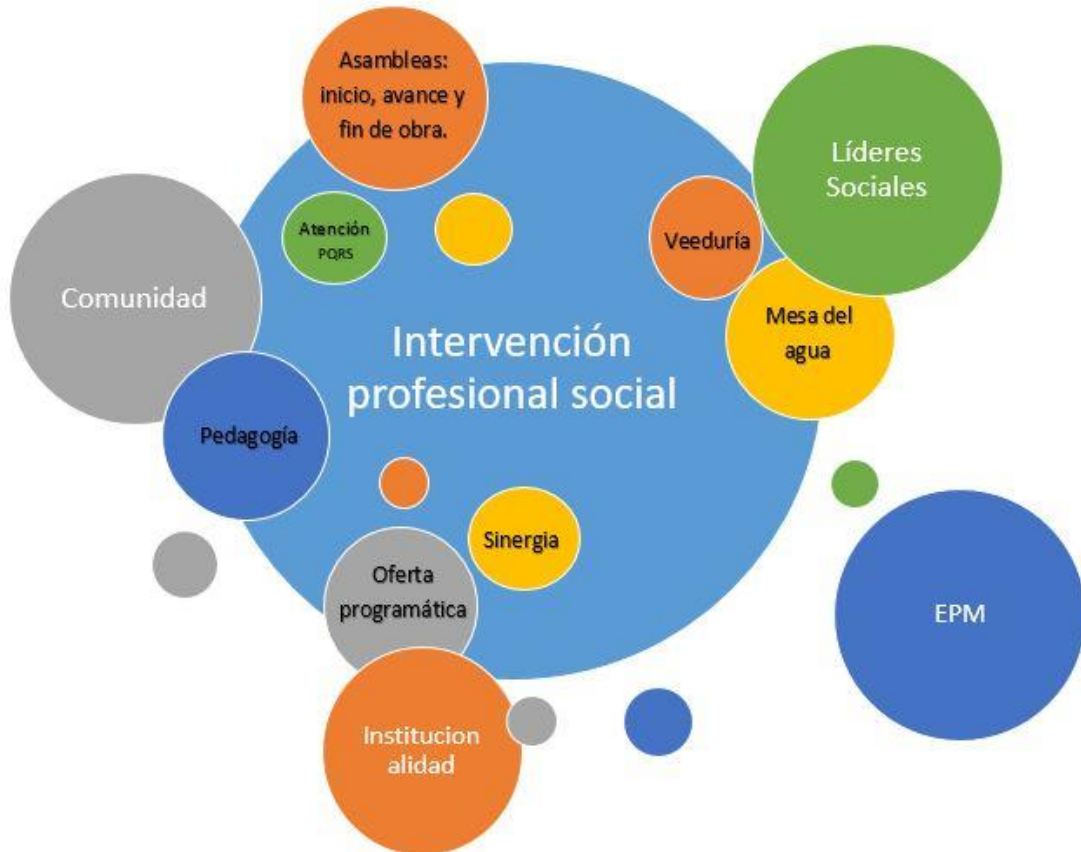 Asambleas:
inicio, avance y
fin de obra.
Líderes
Sociales
Atención
PQRS
Veeduría
Comunidad
Mesa del
agua
Intervención
profesional social
Pedagogía
Sinergia
Oferta
programática
EPM
Institucion
alidad